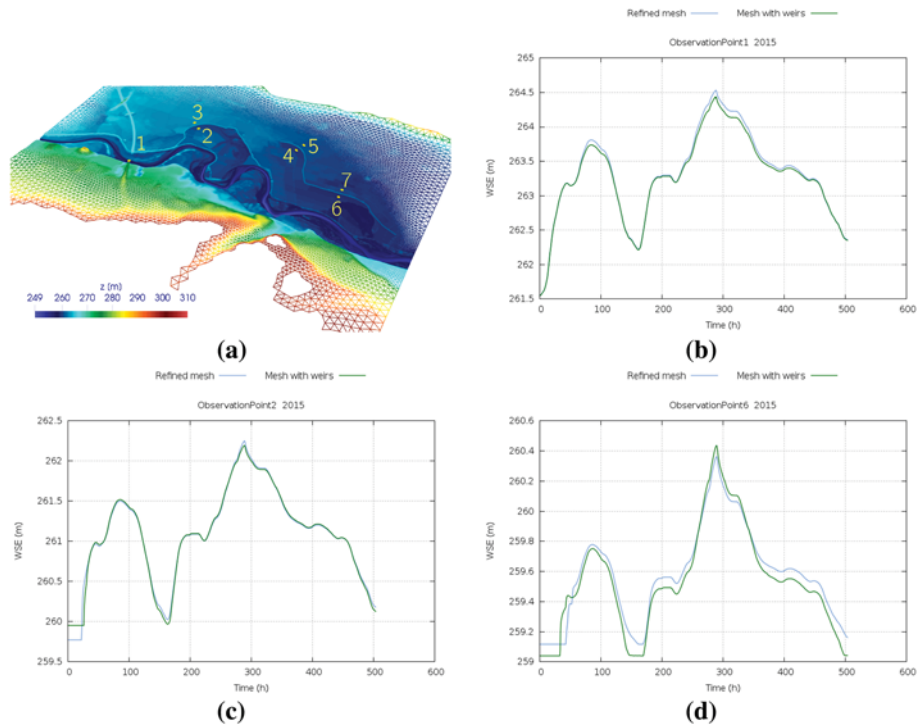 3
2
1
4
5
7
6
z (m)
249 260 270 280 290 300 310
(a)
Refined mesh Mesh with weirs
ObservationPoint1 2015
265
264.5
264
263.5
263
262.5
262
261.5
WSE (m)
0 100 200 300 400 500 600
Time (h)
(b)
Refined mesh Mesh with weirs
ObservationPoint2 2015
262.5
262
261.5
261
260.5
260
259.5
WSE (m)
0 100 200 300 400 500 600
Time (h)
(c)
Refined mesh Mesh with weirs
ObservationPoint6 2015
260.6
260.4
260.2
260
259.8
259.6
259.4
259.2
259
WSE (m)
0 100 200 300 400 500 600
Time (h)
(d)